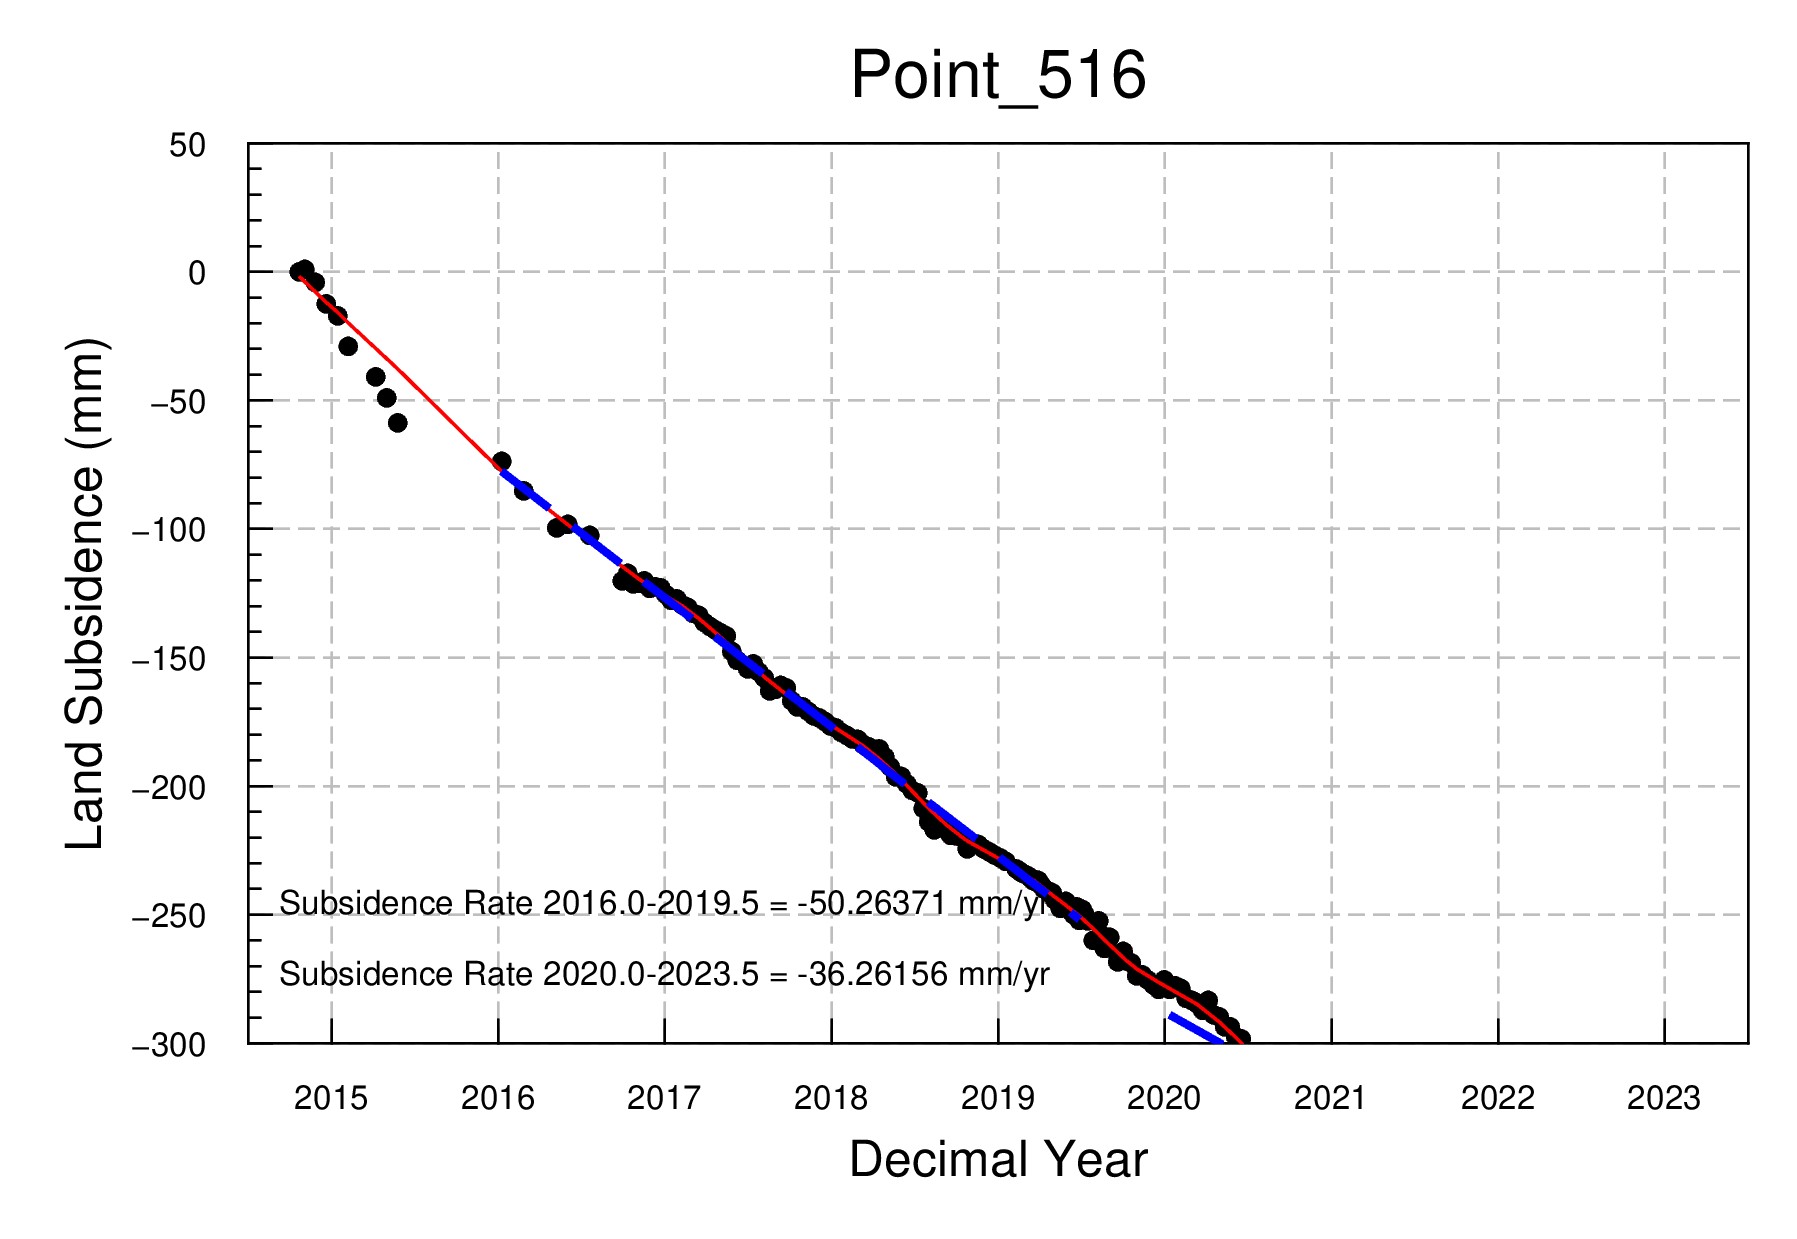 Point_516
50
0
−50
−100
−150
−200
−250
−300
Land Subsidence (mm)
Subsidence Rate 2016.0-2019.5 = -50.26371 mm/yr
Subsidence Rate 2020.0-2023.5 = -36.26156 mm/yr
2015 2016 2017 2018 2019 2020 2021 2022 2023
Decimal Year